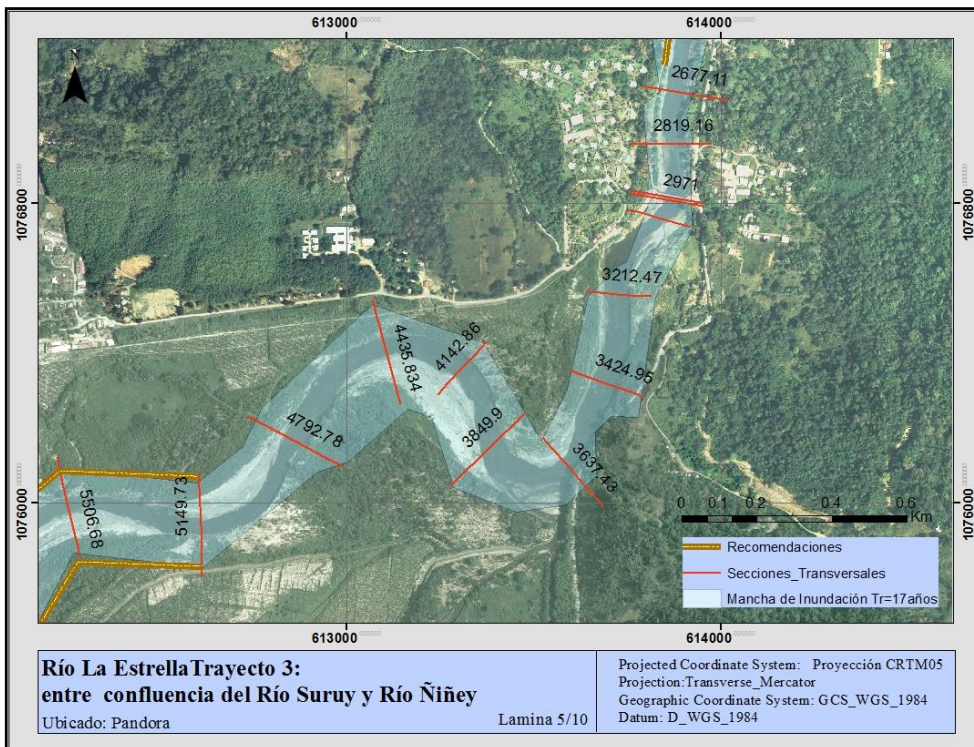 613000
614000
N
2677.11
2819.16
2971
1076800
1076800
3212.47
3424.95
4435.834
4142.86
4792.78
3849.9
3637.43
5506.68
5149.73
1076000
1076000
0 0.1 0.2 0.4 0.6
Km
Recomendaciones
Secciones_Transversales
Mancha de Inundación Tr=17años
613000
614000
Río La EstrellaTrayecto 3:
entre confluencia del Río Suruy y Río Ñiñey
Ubicado: Pandora
Lamina 5/10
Projected Coordinate System: Proyección CRTM05
Projection:Transverse_Mercator
Geographic Coordinate System: GCS_WGS_1984
Datum: D_WGS_1984